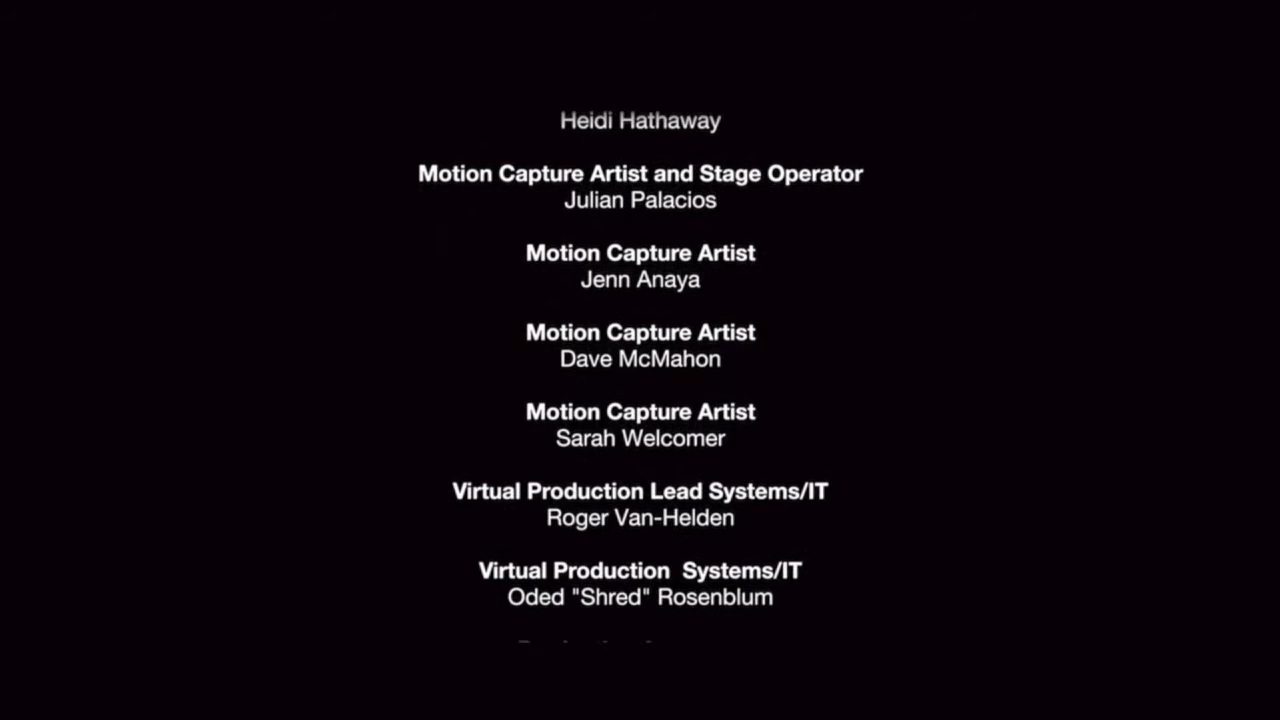 Heidi Hathaway
Motion Capture Artist and Stage Operator
Julian Palacios
Motion Capture Artist
Jenn Anaya
Motion Capture Artist
Dave McMahon
Motion Capture Artist
Sarah Welcomer
Virtual Production Lead Systems/IT
Roger Van-Helden
Virtual Production  Systems/IT
Oded "Shred" Rosenblum